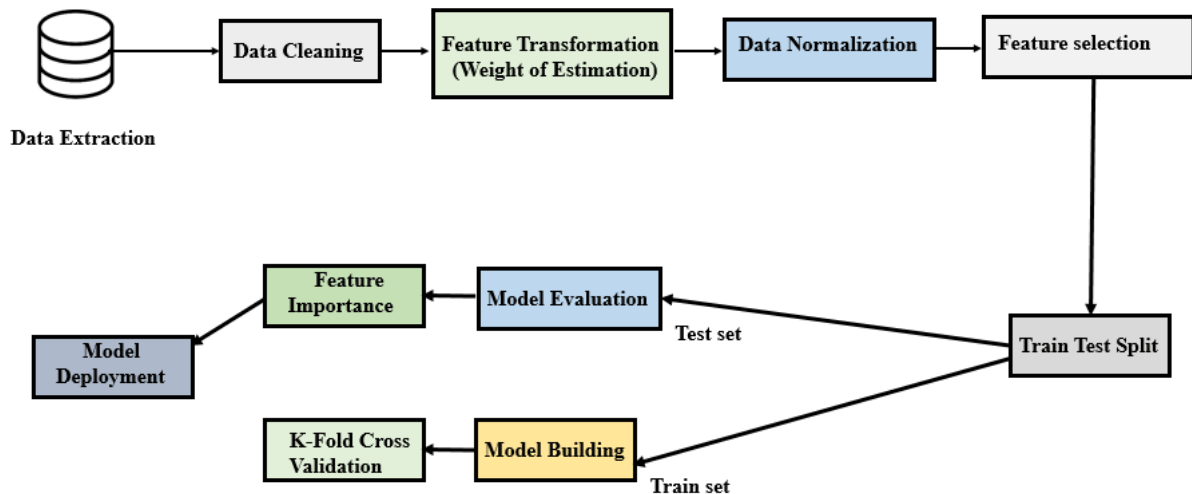 Data Extraction
Data Cleaning
Feature Transformation
(Weight of Estimation)
Data Normalization
Feature selection
Train Test Split
Test set
Model Evaluation
Feature
Importance
Model
Deployment
Train set
Model Building
K-Fold Cross
Validation